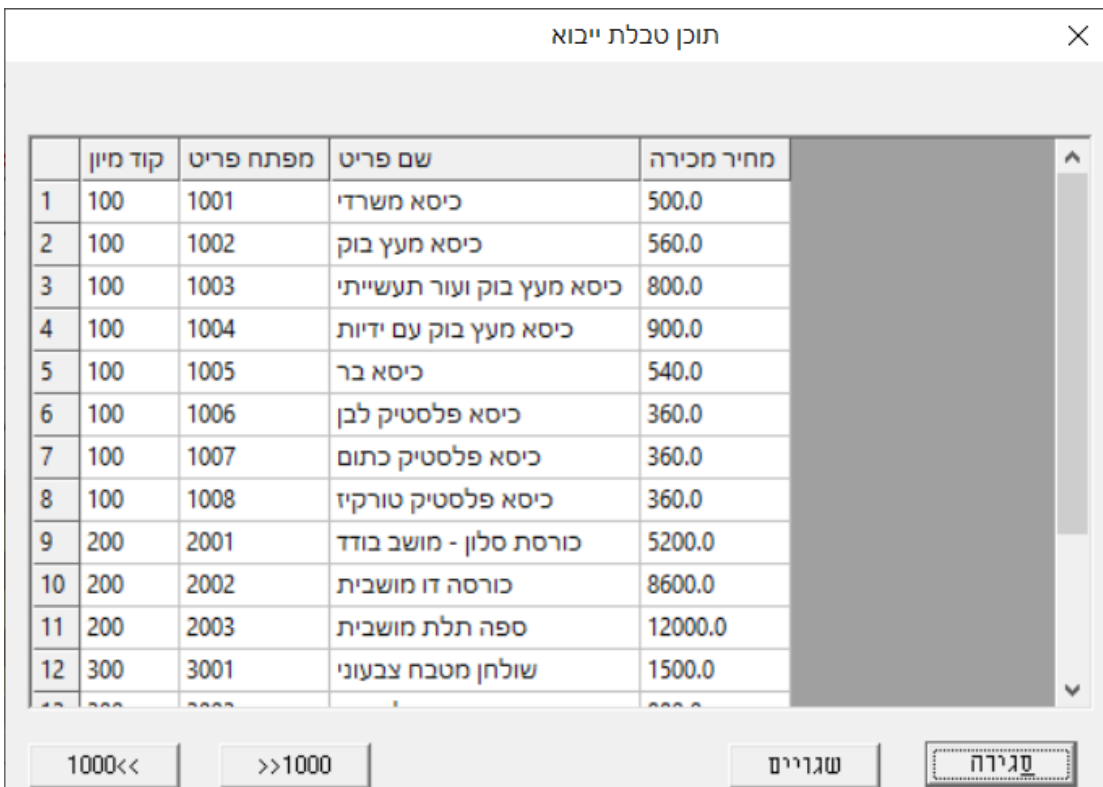 תוכן טבלת ייבוא
קוד מיון מפתח פריט שם פריט מחיר מכירה
1 100 1001 כיסא משרדי 500.0
2 100 1002 כיסא מעץ בוק 560.0
3 100 1003 כיסא מעץ בוק ועור תעשייתי 800.0
4 100 1004 כיסא מעץ בוק עם ידיות 900.0
5 100 1005 כיסא בר 540.0
6 100 1006 כיסא פלסטיק לבן 360.0
7 100 1007 כיסא פלסטיק כתום 360.0
8 100 1008 כיסא פלסטיק טורקיז 360.0
9 200 2001 כורסת סלון - מושב בודד 5200.0
10 200 2002 כורסה דו מושבית 8600.0
11 200 2003 ספה תלת מושבית 12000.0
12 300 3001 שולחן מטבח צבעוני 1500.0
1000<< >>1000 שגויים סגירה